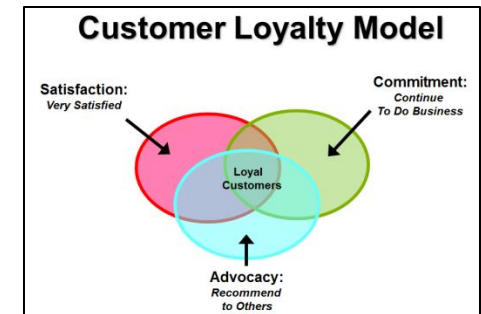 Customer Loyalty Model
Satisfaction:
Very Satisfied
Commitment:
Continue
To Do Business
Loyal
Customers
Advocacy:
Recommend
to Others